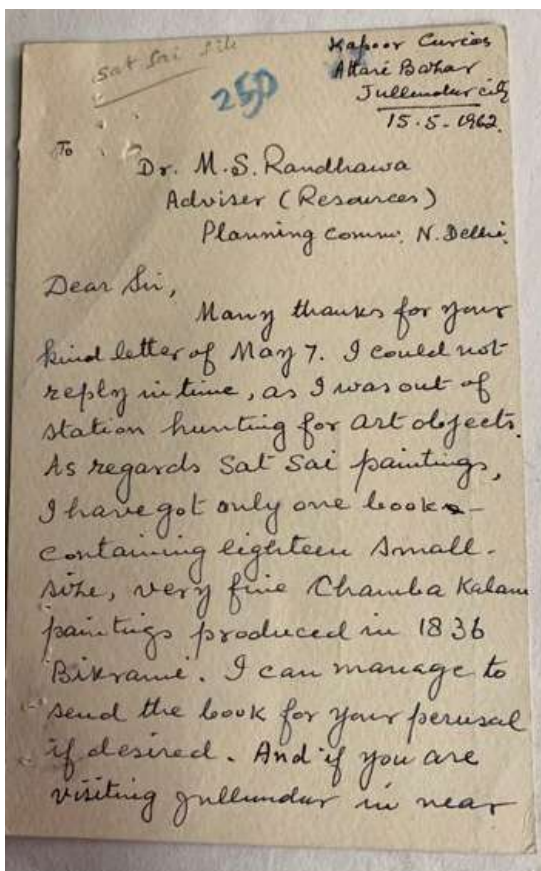 Sat Sai File
250
Kapoor Curios
Attari Bazar
Jullundur city
15.5-1962.
To
Dr. M.S. Randhawa
Adviser (Resources)
Planning Comm. N. Delhi.
Dear Sir,
Many thanks for your
kind letter of May 7. I could not
reply in time, as I was out of
station hunting for art objects.
As regards Sat Sai paintings,
I have got only one book -
containing eighteen small-
size, very fine Chamba Kalam
paintings produced in 1836
Bikrami. I can manage to
send the book for your perusal
if desired. And if you are
visiting Jullundur in near